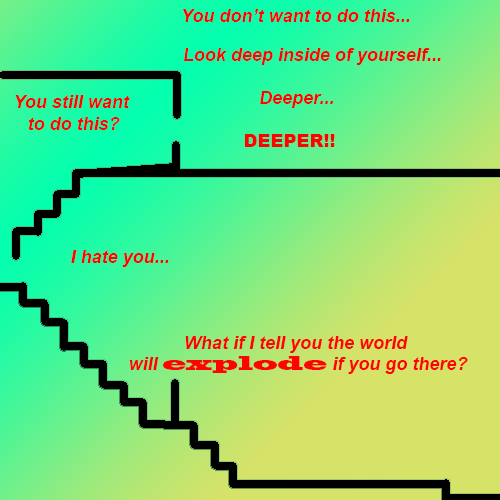 You don't want to do this...
Look deep inside of yourself...
Deeper...
DEEPER!!
You still want
to do this?
I hate you...
What if I tell you the world
will explode if you go there?